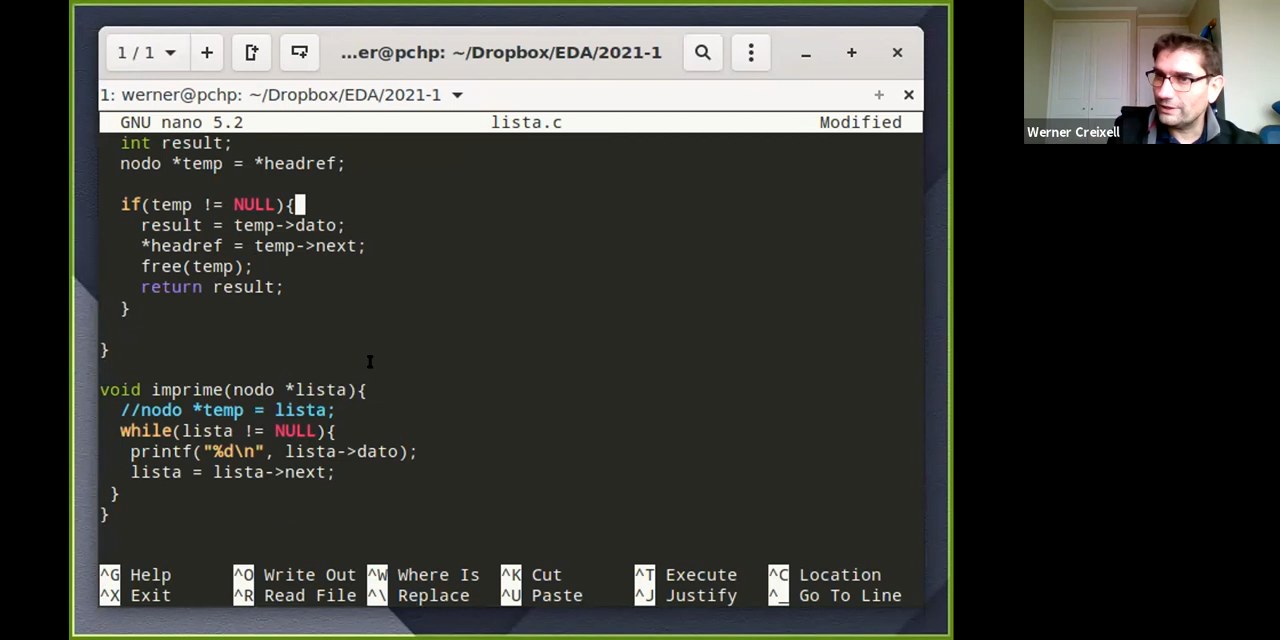 1 / 1
...er@pchp: ~/Dropbox/EDA/2021-1
1: werner@pchp: ~/Dropbox/EDA/2021-1
GNU nano 5.2 lista.c Modified
int result;
nodo *temp = *headref;
if(temp != NULL){
result = temp->dato;
*headref = temp->next;
free(temp);
return result;
}
}
void imprime(nodo *lista){
//nodo *temp = lista;
while(lista != NULL){
printf("%d\n", lista->dato);
lista = lista->next;
}
}
^G Help ^O Write Out ^W Where Is ^K Cut ^T Execute ^C Location
^X Exit ^R Read File ^\ Replace ^U Paste ^J Justify ^_ Go To Line
Werner Creixell